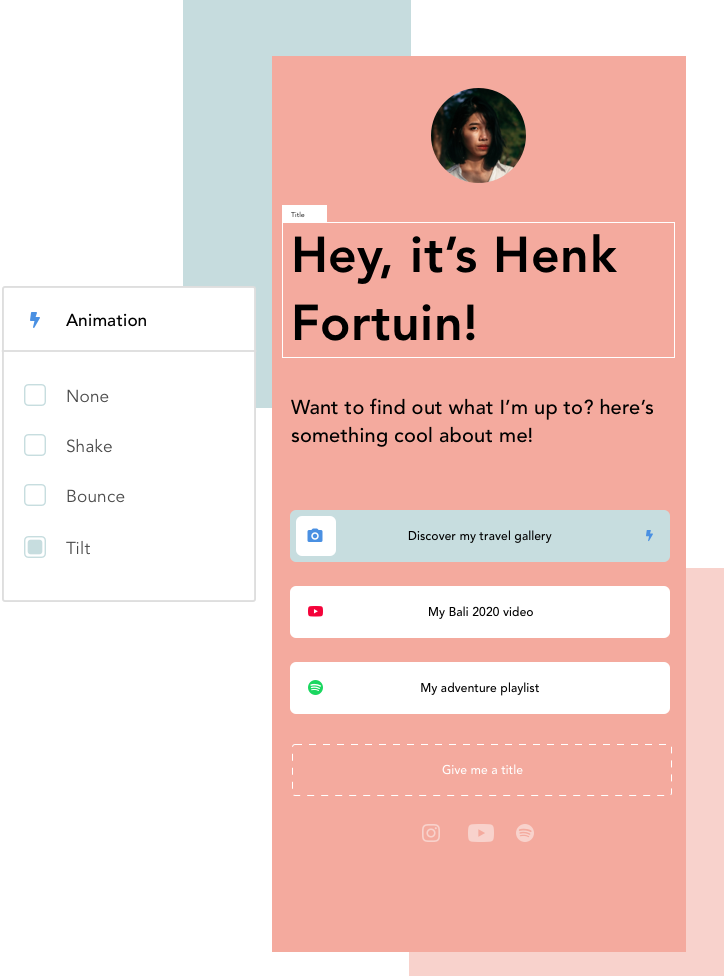 Title
Hey, it’s Henk
Fortuin!
Animation
None
Shake
Bounce
Tilt
Want to find out what I’m up to? here’s
something cool about me!
Discover my travel gallery
My Bali 2020 video
My adventure playlist
Give me a title